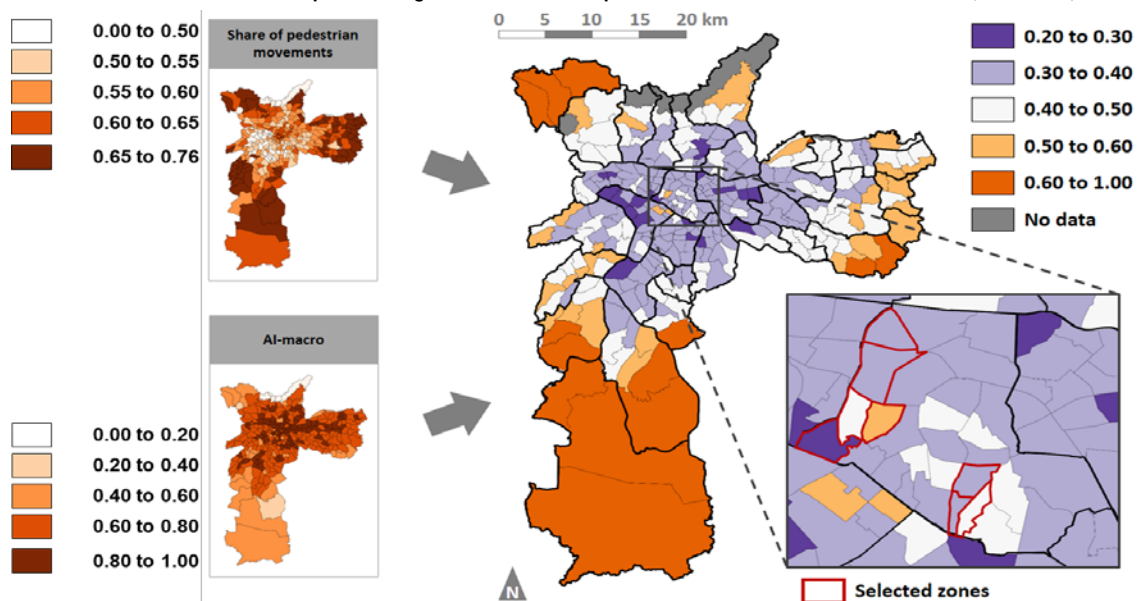 0.00 to 0.50
0.50 to 0.55
0.55 to 0.60
0.60 to 0.65
0.65 to 0.76
Share of pedestrian
movements
AI-macro
0.00 to 0.20
0.20 to 0.40
0.40 to 0.60
0.60 to 0.80
0.80 to 1.00
0 5 10 15 20 km
0.20 to 0.30
0.30 to 0.40
0.40 to 0.50
0.50 to 0.60
0.60 to 1.00
No data
N
Selected zones